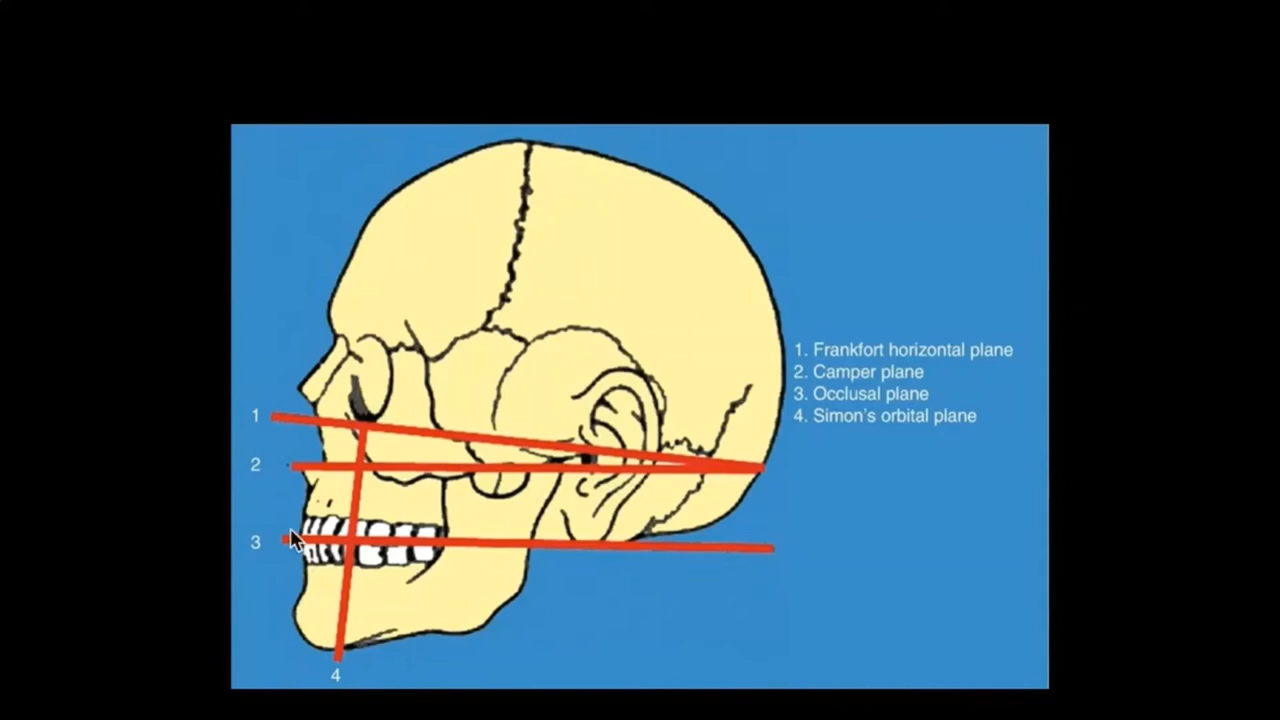 1. Frankfort horizontal plane
2. Camper plane
3. Occlusal plane
4. Simon's orbital plane
1
2
3
4